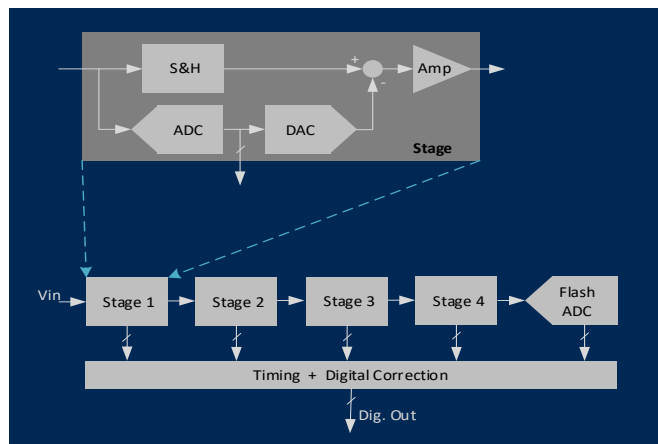 S&H
+
-
Amp
ADC
DAC
Stage
Vin
Stage 1
Stage 2
Stage 3
Stage 4
Flash
ADC
Timing + Digital Correction
Dig. Out